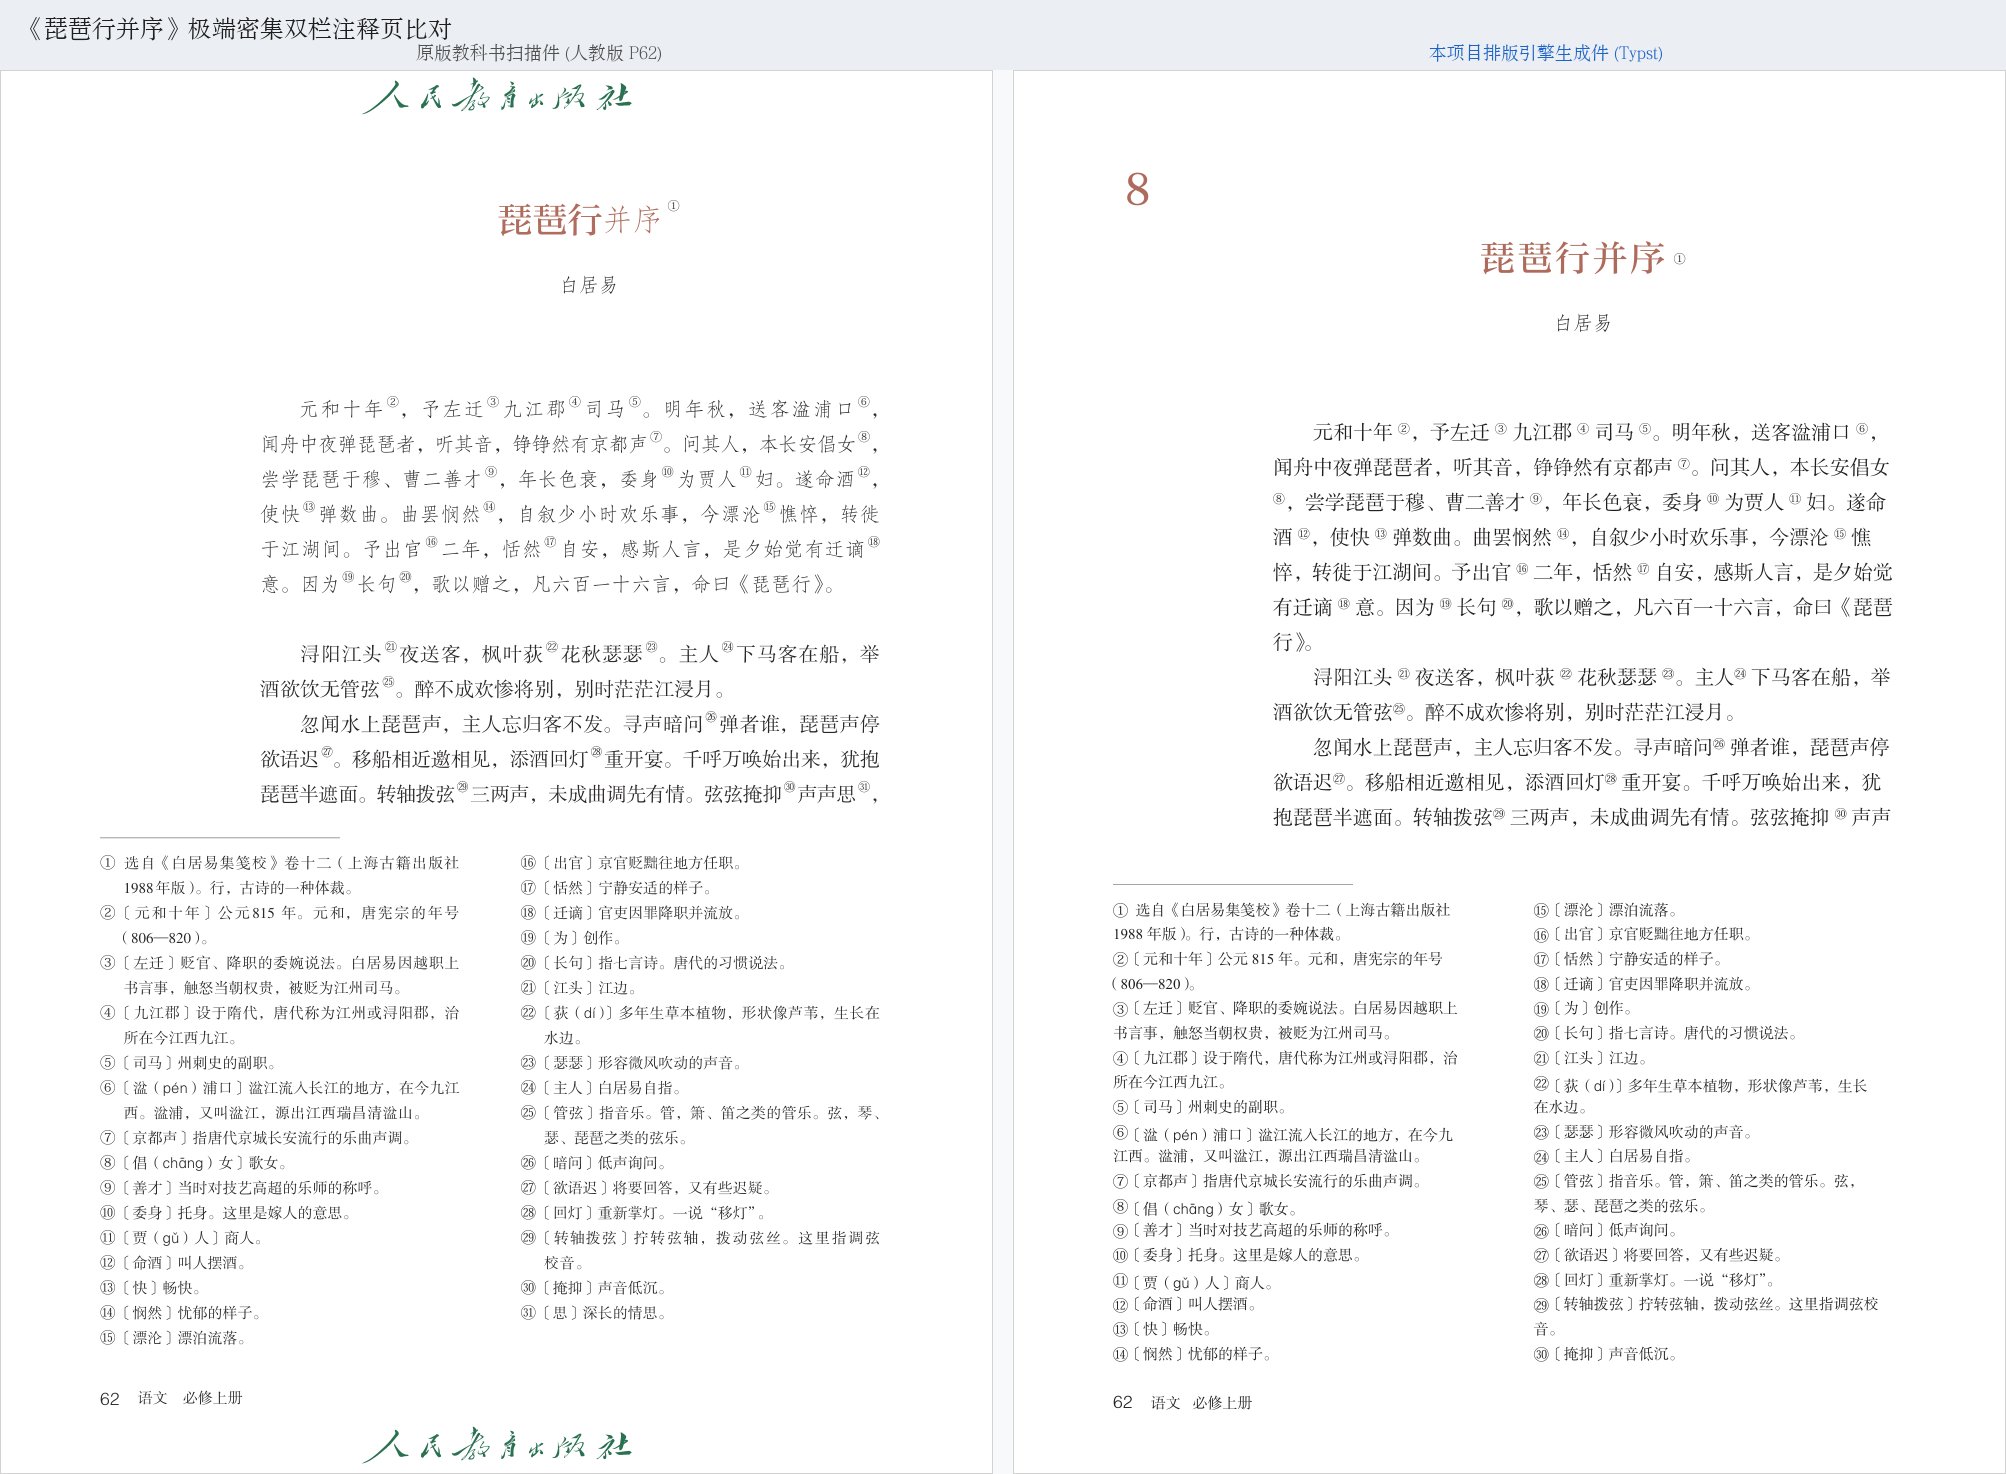 《琵琶行并序》极端密集双栏注释页比对
原版教科书扫描件 (人教版 P62)
人民教育出版社
琵琶行并序①
白居易
元和十年②，予左迁③九江郡④司马⑤。明年秋，送客湓浦口⑥，
闻舟中夜弹琵琶者，听其音，铮铮然有京都声⑦。问其人，本长安倡女⑧，
尝学琵琶于穆、曹二善才⑨，年长色衰，委身⑩为贾人⑪妇。遂命酒⑫，
使快⑬弹数曲。曲罢悯然⑭，自叙少小时欢乐事，今漂沦⑮憔悴，转徙
于江湖间。予出官⑯二年，恬然⑰自安，感斯人言，是夕始觉有迁谪⑱
意。因为⑲长句⑳，歌以赠之，凡六百一十六言，命曰《琵琶行》。
浔阳江头㉑夜送客，枫叶荻㉒花秋瑟瑟㉓。主人㉔下马客在船，举
酒欲饮无管弦㉕。醉不成欢惨将别，别时茫茫江浸月。
忽闻水上琵琶声，主人忘归客不发。寻声暗问㉖弹者谁，琵琶声停
欲语迟㉗。移船相近邀相见，添酒回灯㉘重开宴。千呼万唤始出来，犹抱
琵琶半遮面。转轴拨弦㉙三两声，未成曲调先有情。弦弦掩抑㉚声声思㉛，
① 选自《白居易集笺校》卷十二（上海古籍出版社
1988年版）。行，古诗的一种体裁。
②〔元和十年〕公元815 年。元和，唐宪宗的年号
（806—820）。
③〔左迁〕贬官、降职的委婉说法。白居易因越职上
书言事，触怒当朝权贵，被贬为江州司马。
④〔九江郡〕设于隋代，唐代称为江州或浔阳郡，治
所在今江西九江。
⑤〔司马〕州刺史的副职。
⑥〔湓（pén）浦口〕湓江流入长江的地方，在今九江
西。湓浦，又叫湓江，源出江西瑞昌清湓山。
⑦〔京都声〕指唐代京城长安流行的乐曲声调。
⑧〔倡（chāng）女〕歌女。
⑨〔善才〕当时对技艺高超的乐师的称呼。
⑩〔委身〕托身。这里是嫁人的意思。
⑪〔贾（gǔ）人〕商人。
⑫〔命酒〕叫人摆酒。
⑬〔快〕畅快。
⑭〔悯然〕忧郁的样子。
⑮〔漂沦〕漂泊流落。
⑯〔出官〕京官贬黜往地方任职。
⑰〔恬然〕宁静安适的样子。
⑱〔迁谪〕官吏因罪降职并流放。
⑲〔为〕创作。
⑳〔长句〕指七言诗。唐代的习惯说法。
㉑〔江头〕江边。
㉒〔荻（dí）〕多年生草本植物，形状像芦苇，生长在
水边。
㉓〔瑟瑟〕形容微风吹动的声音。
㉔〔主人〕白居易自指。
㉕〔管弦〕指音乐。管，箫、笛之类的管乐。弦，琴、
瑟、琵琶之类的弦乐。
㉖〔暗问〕低声询问。
㉗〔欲语迟〕将要回答，又有些迟疑。
㉘〔回灯〕重新掌灯。一说“移灯”。
㉙〔转轴拨弦〕拧转弦轴，拨动弦丝。这里指调弦
校音。
㉚〔掩抑〕声音低沉。
㉛〔思〕深长的情思。
62 语文 必修上册
人民教育出版社
本项目排版引擎生成件 (Typst)
8
琵琶行并序①
白居易
元和十年②，予左迁③九江郡④司马⑤。明年秋，送客湓浦口⑥，
闻舟中夜弹琵琶者，听其音，铮铮然有京都声⑦。问其人，本长安倡女
⑧，尝学琵琶于穆、曹二善才⑨，年长色衰，委身⑩为贾人⑪妇。遂命
酒⑫，使快⑬弹数曲。曲罢悯然⑭，自叙少小时欢乐事，今漂沦⑮憔
悴，转徙于江湖间。予出官⑯二年，恬然⑰自安，感斯人言，是夕始觉
有迁谪⑱意。因为⑲长句⑳，歌以赠之，凡六百一十六言，命曰《琵琶
行》。
浔阳江头㉑夜送客，枫叶荻㉒花秋瑟瑟㉓。主人㉔下马客在船，举
酒欲饮无管弦㉕。醉不成欢惨将别，别时茫茫江浸月。
忽闻水上琵琶声，主人忘归客不发。寻声暗问㉖弹者谁，琵琶声停
欲语迟㉗。移船相近邀相见，添酒回灯㉘重开宴。千呼万唤始出来，犹
抱琵琶半遮面。转轴拨弦㉙三两声，未成曲调先有情。弦弦掩抑㉚声声
① 选自《白居易集笺校》卷十二（上海古籍出版社
1988 年版）。行，古诗的一种体裁。
②〔元和十年〕公元 815 年。元和，唐宪宗的年号
（806—820）。
③〔左迁〕贬官、降职的委婉说法。白居易因越职上
书言事，触怒当朝权贵，被贬为江州司马。
④〔九江郡〕设于隋代，唐代称为江州或浔阳郡，治
所在今江西九江。
⑤〔司马〕州刺史的副职。
⑥〔湓（pén）浦口〕湓江流入长江的地方，在今九
江西。湓浦，又叫湓江，源出江西瑞昌清湓山。
⑦〔京都声〕指唐代京城长安流行的乐曲声调。
⑧〔倡（chāng）女〕歌女。
⑨〔善才〕当时对技艺高超的乐师的称呼。
⑩〔委身〕托身。这里是嫁人的意思。
⑪〔贾（gǔ）人〕商人。
⑫〔命酒〕叫人摆酒。
⑬〔快〕畅快。
⑭〔悯然〕忧郁的样子。
⑮〔漂沦〕漂泊流落。
⑯〔出官〕京官贬黜往地方任职。
⑰〔恬然〕宁静安适的样子。
⑱〔迁谪〕官吏因罪降职并流放。
⑲〔为〕创作。
⑳〔长句〕指七言诗。唐代的习惯说法。
㉑〔江头〕江边。
㉒〔荻（dí）〕多年生草本植物，形状像芦苇，生长
在水边。
㉓〔瑟瑟〕形容微风吹动的声音。
㉔〔主人〕白居易自指。
㉕〔管弦〕指音乐。管，箫、笛之类的管乐。弦，
琴、瑟、琵琶之类的弦乐。
㉖〔暗问〕低声询问。
㉗〔欲语迟〕将要回答，又有些迟疑。
㉘〔回灯〕重新掌灯。一说“移灯”。
㉙〔转轴拨弦〕拧转弦轴，拨动弦丝。这里指调弦校
音。
㉚〔掩抑〕声音低沉。
62 语文 必修上册